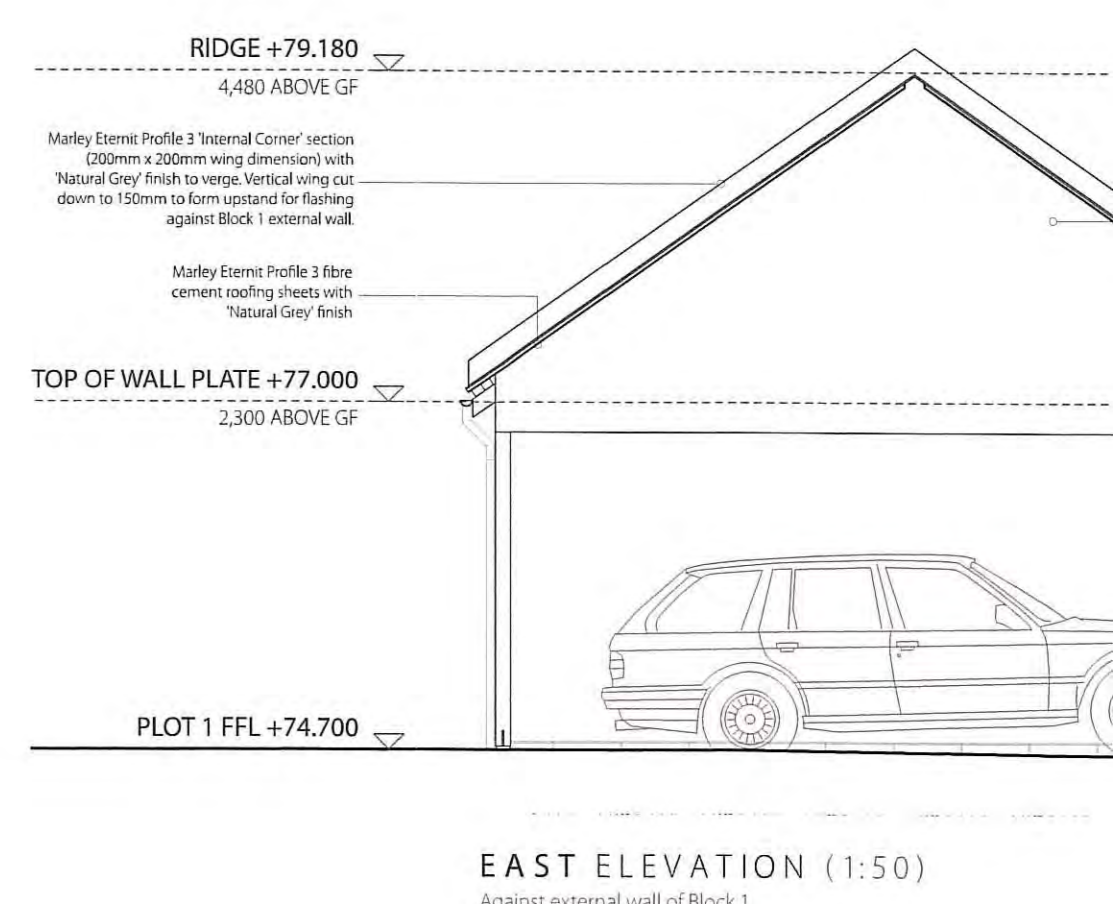 RIDGE +79.180
4,480 ABOVE GF
Marley Eternit Profile 3 'Internal Corner' section
(200mm x 200mm wing dimension) with
'Natural Grey' finish to verge. Vertical wing cut
down to 150mm to form upstand for flashing
against Block 1 external wall.
Marley Eternit Profile 3 fibre
cement roofing sheets with
'Natural Grey' finish
TOP OF WALL PLATE +77.000
2,300 ABOVE GF
PLOT 1 FFL +74.700
EAST ELEVATION (1:50)
Against external wall of Block 1